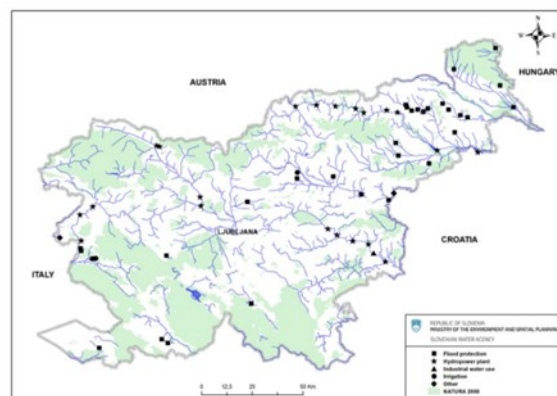 N
W E
S
HUNGARY
AUSTRIA
LJUBLJANA
CROATIA
ITALY
REPUBLIC OF SLOVENIA
MINISTRY OF THE ENVIRONMENT AND SPATIAL PLANNING
SLOVENIAN WATER AGENCY
Flood protection
Hydropower plant
Industrial water use
Irrigation
Other
NATURA 2000
0 12,5 25 50 Km